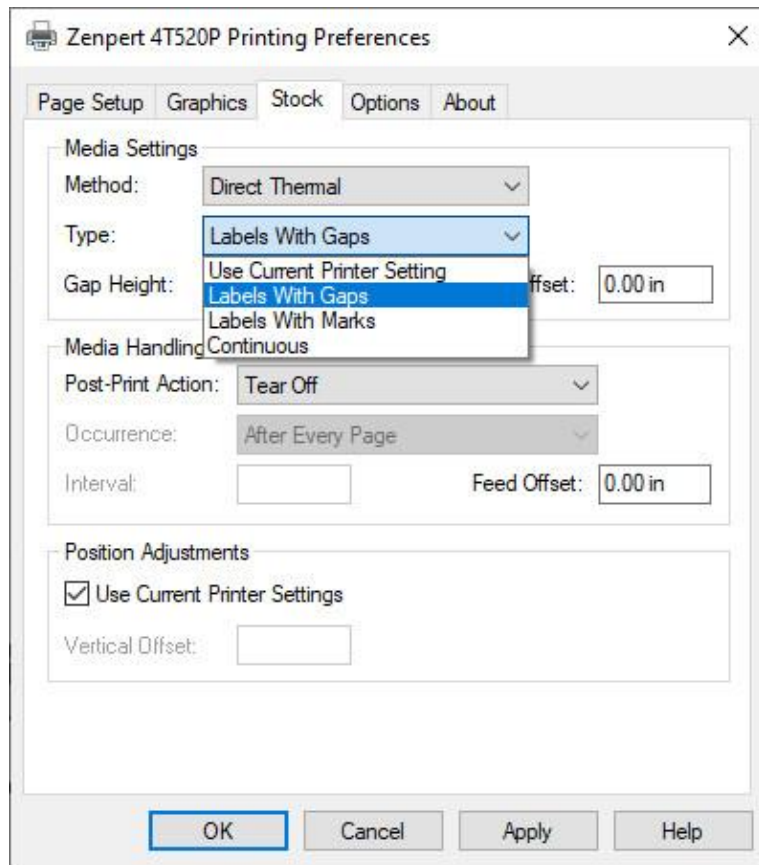 Zenpert 4T520P Printing Preferences
Page Setup Graphics Stock Options About
Media Settings
Method: Direct Thermal
Type: Labels With Gaps
Use Current Printer Setting
Gap Height: Labels With Gaps ffset: 0.00 in
Labels With Marks
Media Handling Continuous
Post-Print Action: Tear Off
Occurrence: After Every Page
Interval: Feed Offset: 0.00 in
Position Adjustments
Use Current Printer Settings
Vertical Offset:
OK Cancel Apply Help